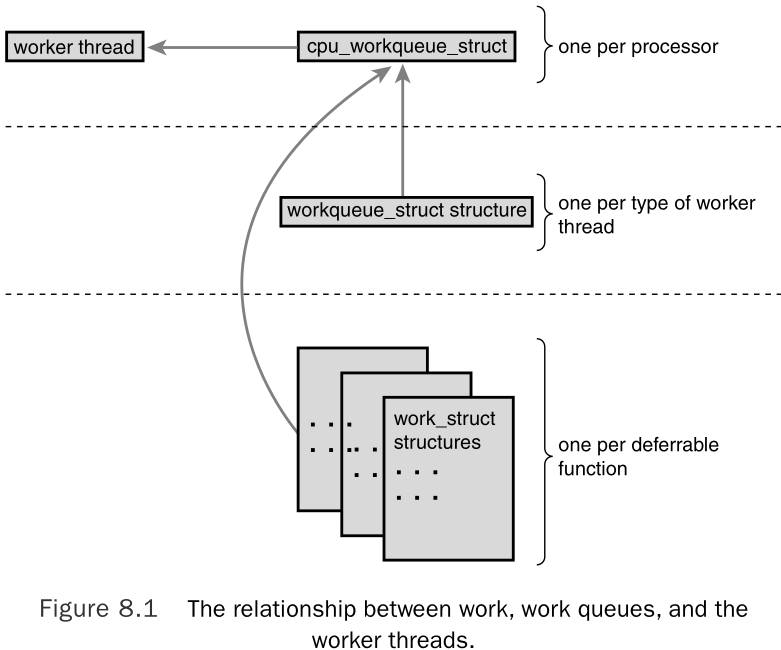 worker thread
cpu_workqueue_struct
one per processor
workqueue_struct structure
one per type of worker
thread
work_struct
structures
one per deferrable
function
Figure 8.1 The relationship between work, work queues, and the
worker threads.